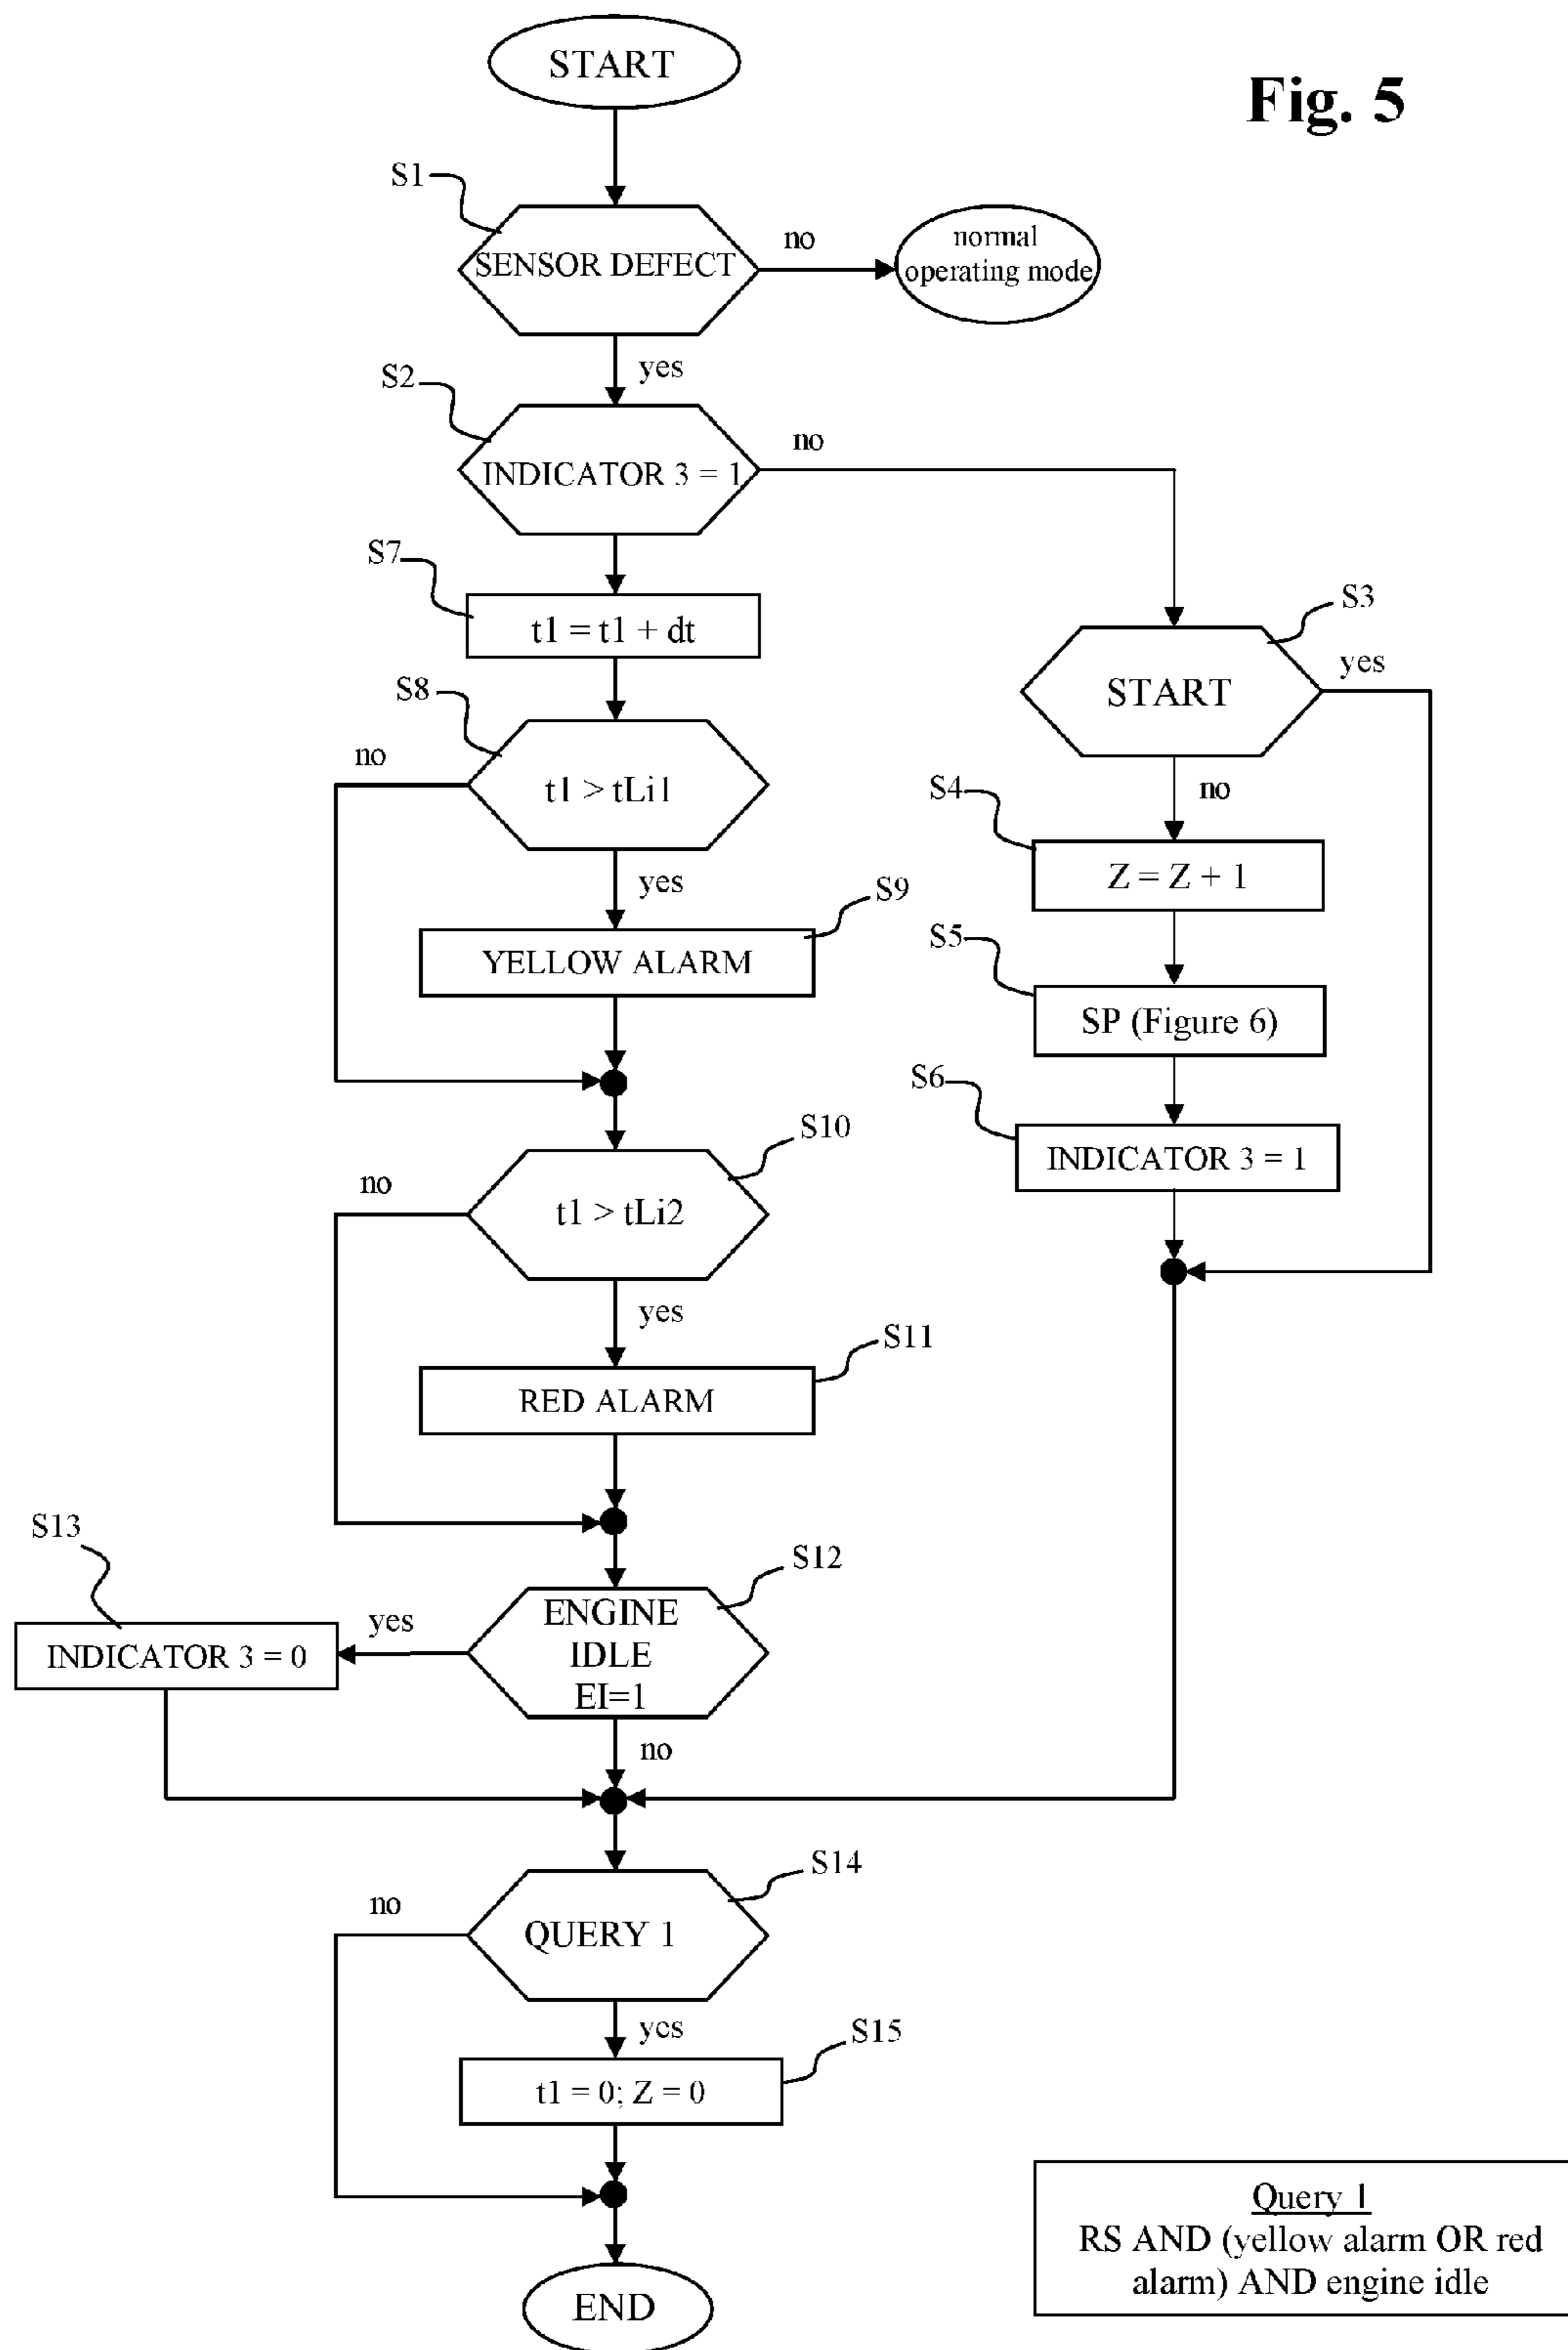 START
Fig. 5
S1
SENSOR DEFECT
no
normal
operating mode
yes
S2
INDICATOR 3 = 1
no
S7
t1 = t1 + dt
S3
START
yes
S8
t1 > tLi1
no
yes
no
S4
Z = Z + 1
S9
YELLOW ALARM
S5
SP (Figure 6)
S6
INDICATOR 3 = 1
S10
t1 > tLi2
no
yes
S11
RED ALARM
S13
INDICATOR 3 = 0
yes
S12
ENGINE
IDLE
EI=1
no
S14
QUERY 1
no
yes
S15
t1 = 0; Z = 0
END
Query 1
RS AND (yellow alarm OR red
alarm) AND engine idle